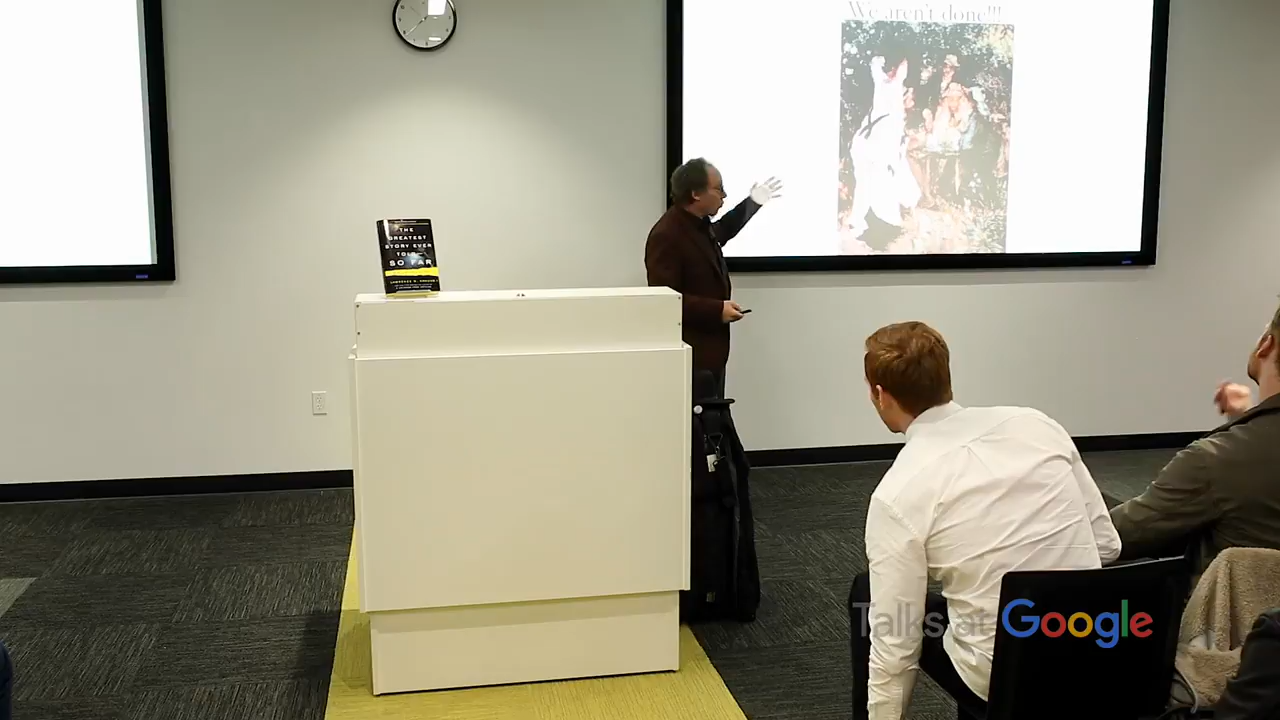 We aren't done!!!
THE
GREATEST
STORY EVER
TOLD—
SO FAR
LAWRENCE M. KRAUSS
Talks at Google